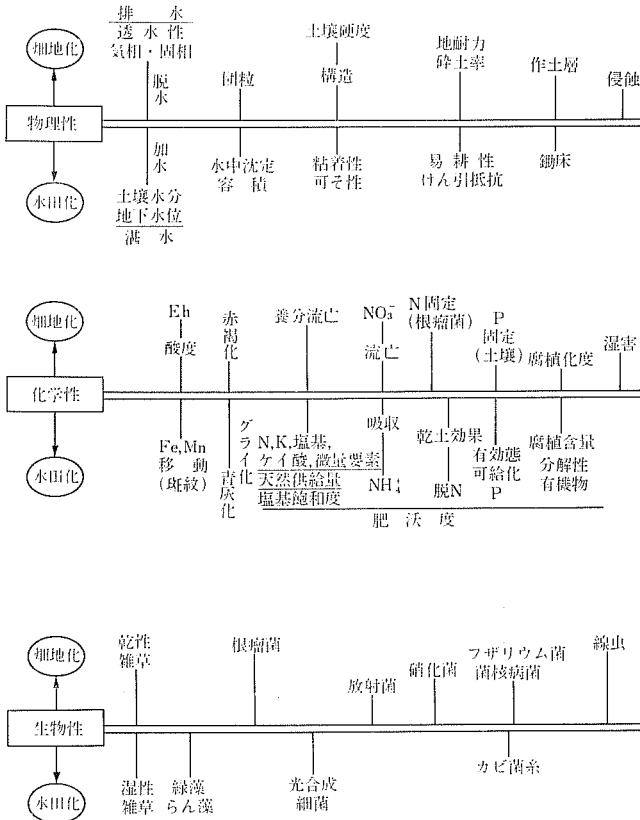 排水
透水性
気相・固相
脱水
団粒
土壌硬度
構造
地耐力
砕土率
作土層
侵蝕
畑地化
物理性
水田化
加水
土壌水分
地下水位
湛水
水中沈定
容積
粘着性
可そ性
易耕性
けん引抵抗
鋤床
畑地化
化学性
水田化
Eh
酸度
赤褐化
養分流亡
NO₃⁻
流亡
N固定
(根瘤菌)
P
固定
(土壌)
腐植化度
湿害
Fe,Mn
移動
(斑紋)
グライ化
青灰化
N,K,塩基,
ケイ酸,微量要素
天然供給量
塩基飽和度
吸収
NH₄⁺
乾土効果
脱N
有効態
可給化
P
腐植含量
分解性
有機物
肥沃度
畑地化
生物性
水田化
乾性
雑草
根瘤菌
放射菌
硝化菌
フザリウム菌
菌核病菌
線虫
湿性
雑草
緑藻
らん藻
光合成
細菌
カビ菌糸